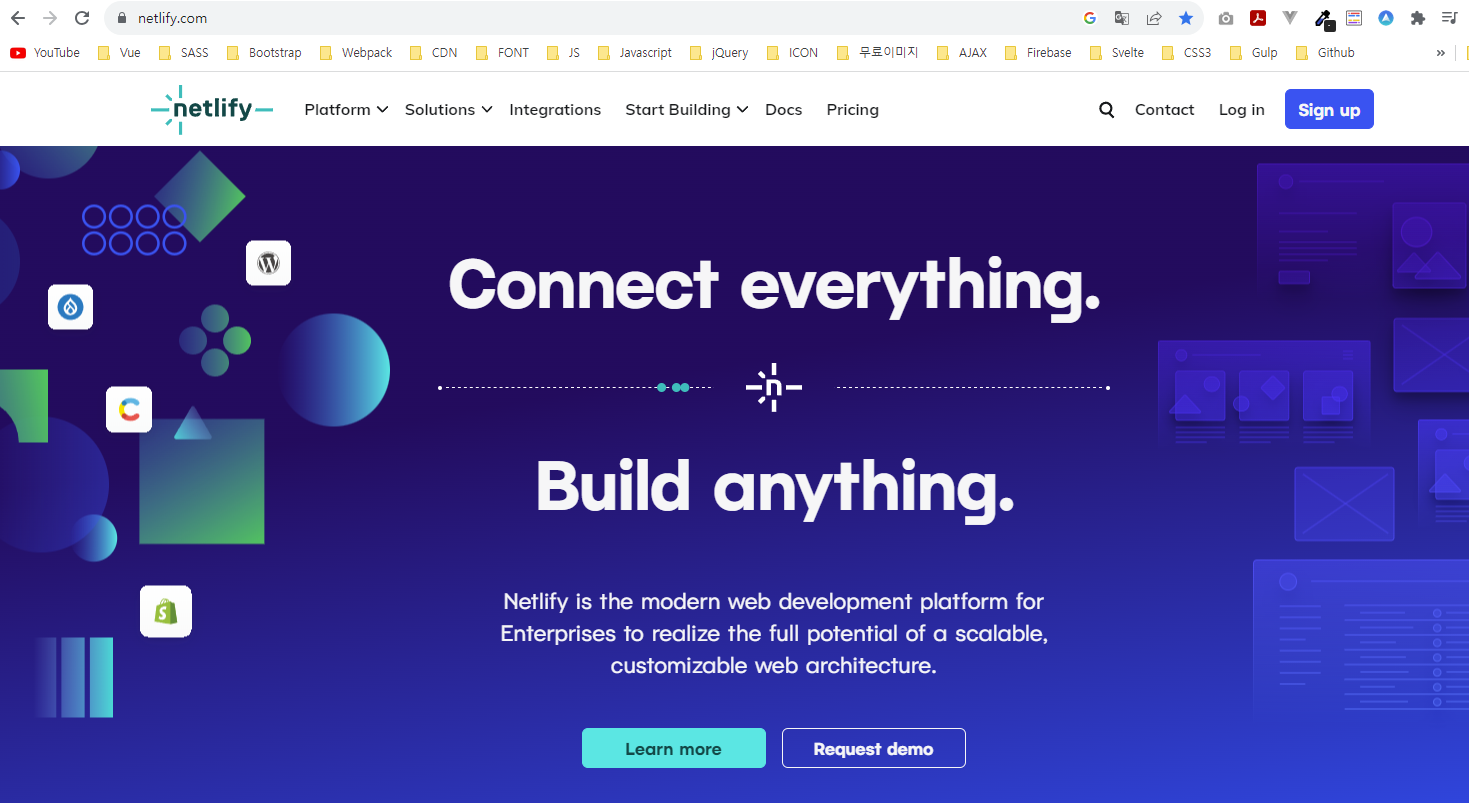 netlify.com
YouTube Vue SASS Bootstrap Webpack CDN FONT JS Javascript jQuery ICON 무료이미지 AJAX Firebase Svelte CSS3 Gulp Github »
netlify Platform Solutions Integrations Start Building Docs Pricing Contact Log in Sign up
Connect everything.
n
Build anything.
Netlify is the modern web development platform for
Enterprises to realize the full potential of a scalable,
customizable web architecture.
Learn more Request demo